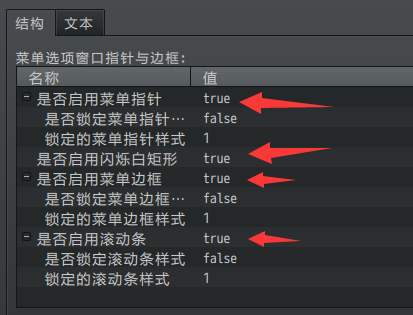 结构 文本
菜单选项窗口指针与边框:
名称 值
是否启用菜单指针 true
是否锁定菜单指针… false
锁定的菜单指针样式 1
是否启用闪烁白矩形 true
是否启用菜单边框 true
是否锁定菜单边框… false
锁定的菜单边框样式 1
是否启用滚动条 true
是否锁定滚动条样式 false
锁定的滚动条样式 1